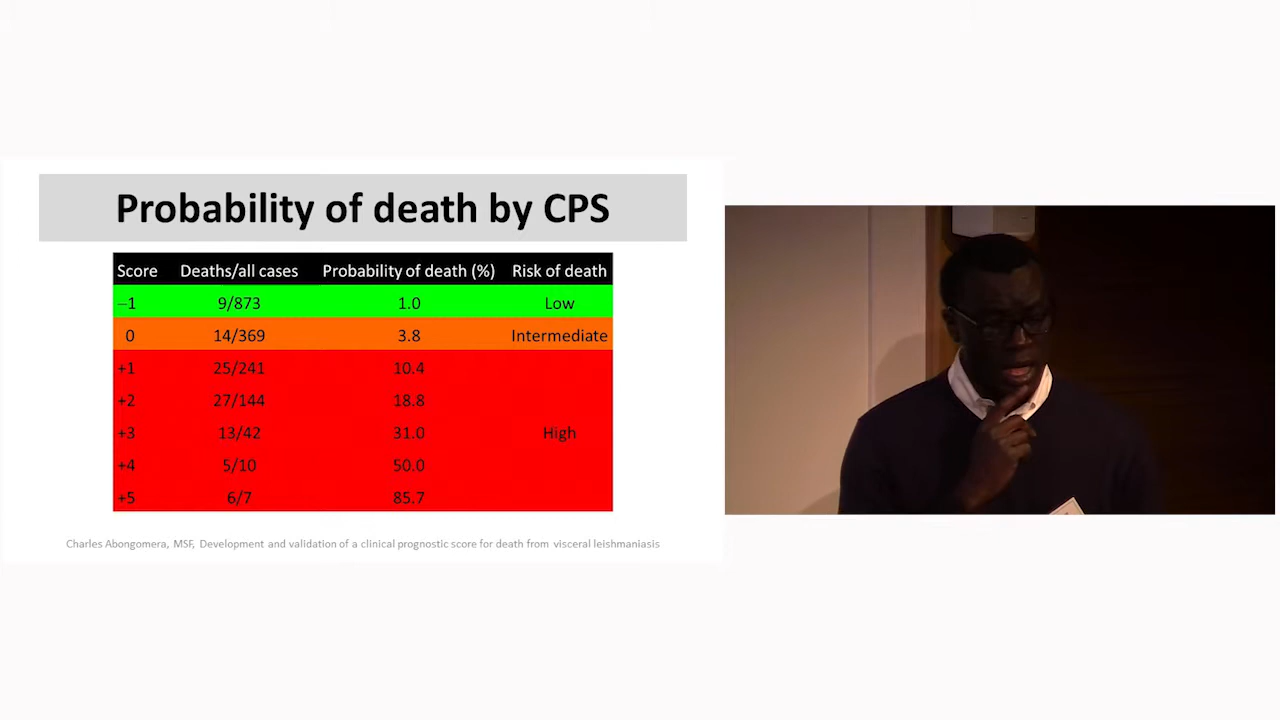 Probability of death by CPS
Score Deaths/all cases Probability of death (%) Risk of death
–1 9/873 1.0 Low
0 14/369 3.8 Intermediate
+1 25/241 10.4
+2 27/144 18.8
+3 13/42 31.0 High
+4 5/10 50.0
+5 6/7 85.7
Charles Abongomera, MSF, Development and validation of a clinical prognostic score for death from visceral leishmaniasis